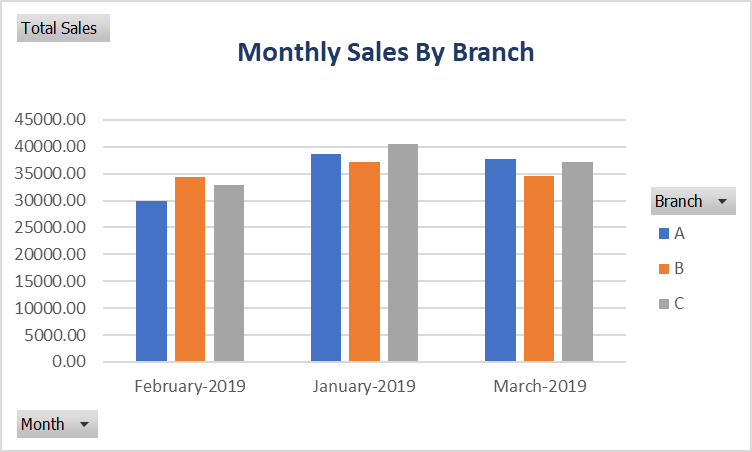 Total Sales
Monthly Sales By Branch
45000.00
40000.00
35000.00
30000.00
25000.00
20000.00
15000.00
10000.00
5000.00
0.00
February-2019 January-2019 March-2019
Branch
A
B
C
Month